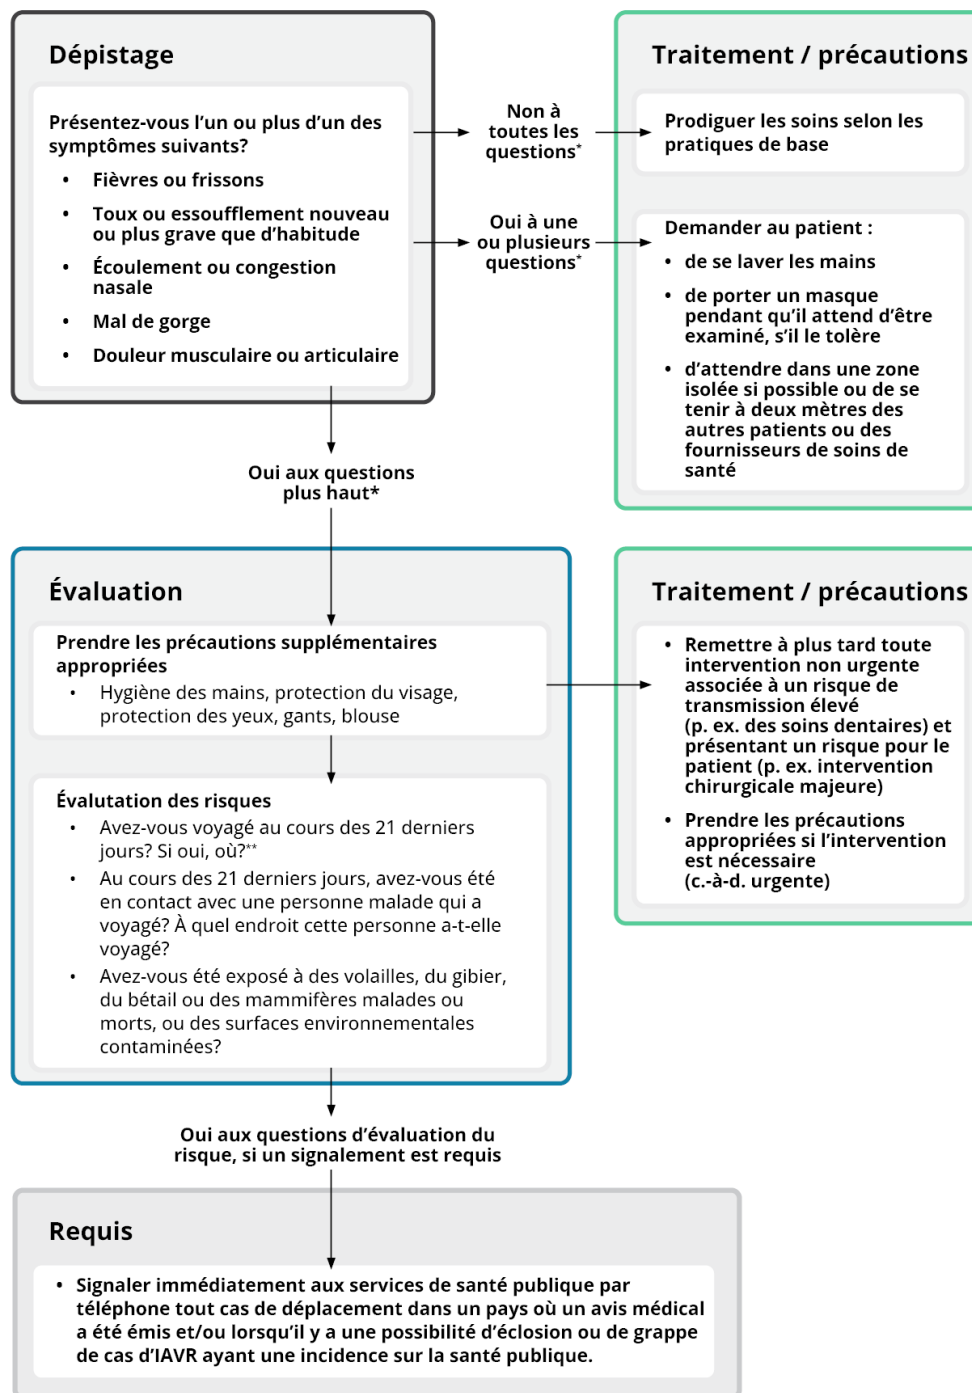 Dépistage
Présentez-vous l’un ou plus d’un des
symptômes suivants?
• Fièvres ou frissons
• Toux ou essoufflement nouveau
ou plus grave que d’habitude
• Écoulement ou congestion
nasale
• Mal de gorge
• Douleur musculaire ou articulaire
Non à
toutes les
questions*
Oui à une
ou plusieurs
questions*
Traitement / précautions
Prodiguer les soins selon les
pratiques de base
Demander au patient :
• de se laver les mains
• de porter un masque
pendant qu’il attend d’être
examiné, s’il le tolère
• d’attendre dans une zone
isolée si possible ou de se
tenir à deux mètres des
autres patients ou des
fournisseurs de soins de
santé
Oui aux questions
plus haut*
Évaluation
Prendre les précautions supplémentaires
appropriées
• Hygiène des mains, protection du visage,
protection des yeux, gants, blouse
Évalutation des risques
• Avez-vous voyagé au cours des 21 derniers
jours? Si oui, où?**
• Au cours des 21 derniers jours, avez-vous été
en contact avec une personne malade qui a
voyagé? À quel endroit cette personne a-t-elle
voyagé?
• Avez-vous été exposé à des volailles, du gibier,
du bétail ou des mammifères malades ou
morts, ou des surfaces environnementales
contaminées?
Traitement / précautions
• Remettre à plus tard toute
intervention non urgente
associée à un risque de
transmission élevé
(p. ex. des soins dentaires) et
présentant un risque pour le
patient (p. ex. intervention
chirurgicale majeure)
• Prendre les précautions
appropriées si l’intervention
est nécessaire
(c.-à-d. urgente)
Oui aux questions d’évaluation du
risque, si un signalement est requis
Requis
• Signaler immédiatement aux services de santé publique par
téléphone tout cas de déplacement dans un pays où un avis médical
a été émis et/ou lorsqu’il y a une possibilité d’éclosion ou de grappe
de cas d’IAVR ayant une incidence sur la santé publique.